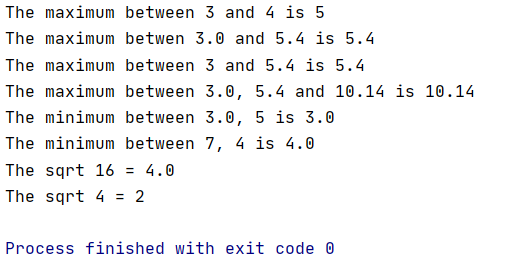 The maximum between 3 and 4 is 5
The maximum betwen 3.0 and 5.4 is 5.4
The maximum between 3 and 5.4 is 5.4
The maximum between 3.0, 5.4 and 10.14 is 10.14
The minimum between 3.0, 5 is 3.0
The minimum between 7, 4 is 4.0
The sqrt 16 = 4.0
The sqrt 4 = 2
Process finished with exit code 0